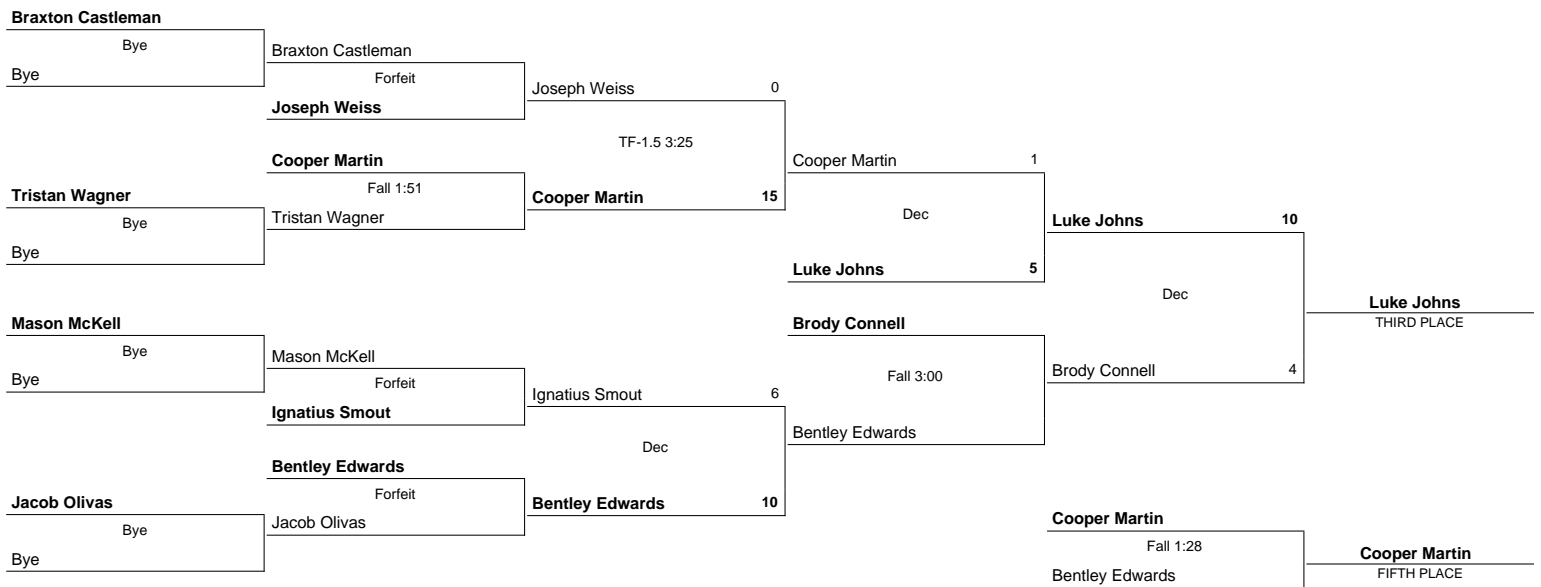 Braxton Castleman
Bye
Bye
Braxton Castleman
Forfeit
Joseph Weiss
Joseph Weiss 0
TF-1.5 3:25
Cooper Martin
Fall 1:51
Tristan Wagner
Cooper Martin 15
Tristan Wagner
Bye
Bye
Cooper Martin 1
Dec
Luke Johns 5
Luke Johns 10
Dec
Brody Connell 4
Luke Johns
THIRD PLACE
Mason McKell
Bye
Bye
Mason McKell
Forfeit
Ignatius Smout
Ignatius Smout 6
Dec
Bentley Edwards
Forfeit
Jacob Olivas
Bentley Edwards 10
Jacob Olivas
Bye
Bye
Brody Connell
Fall 3:00
Bentley Edwards
Cooper Martin
Fall 1:28
Bentley Edwards
Cooper Martin
FIFTH PLACE